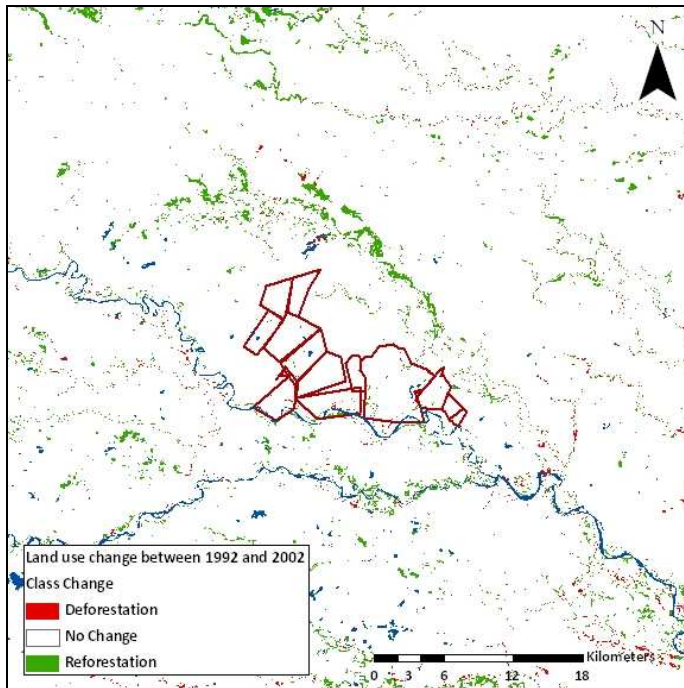 N
Land use change between 1992 and 2002
Class Change
Deforestation
No Change
Reforestation
Kilometers
0 3 6 12 18